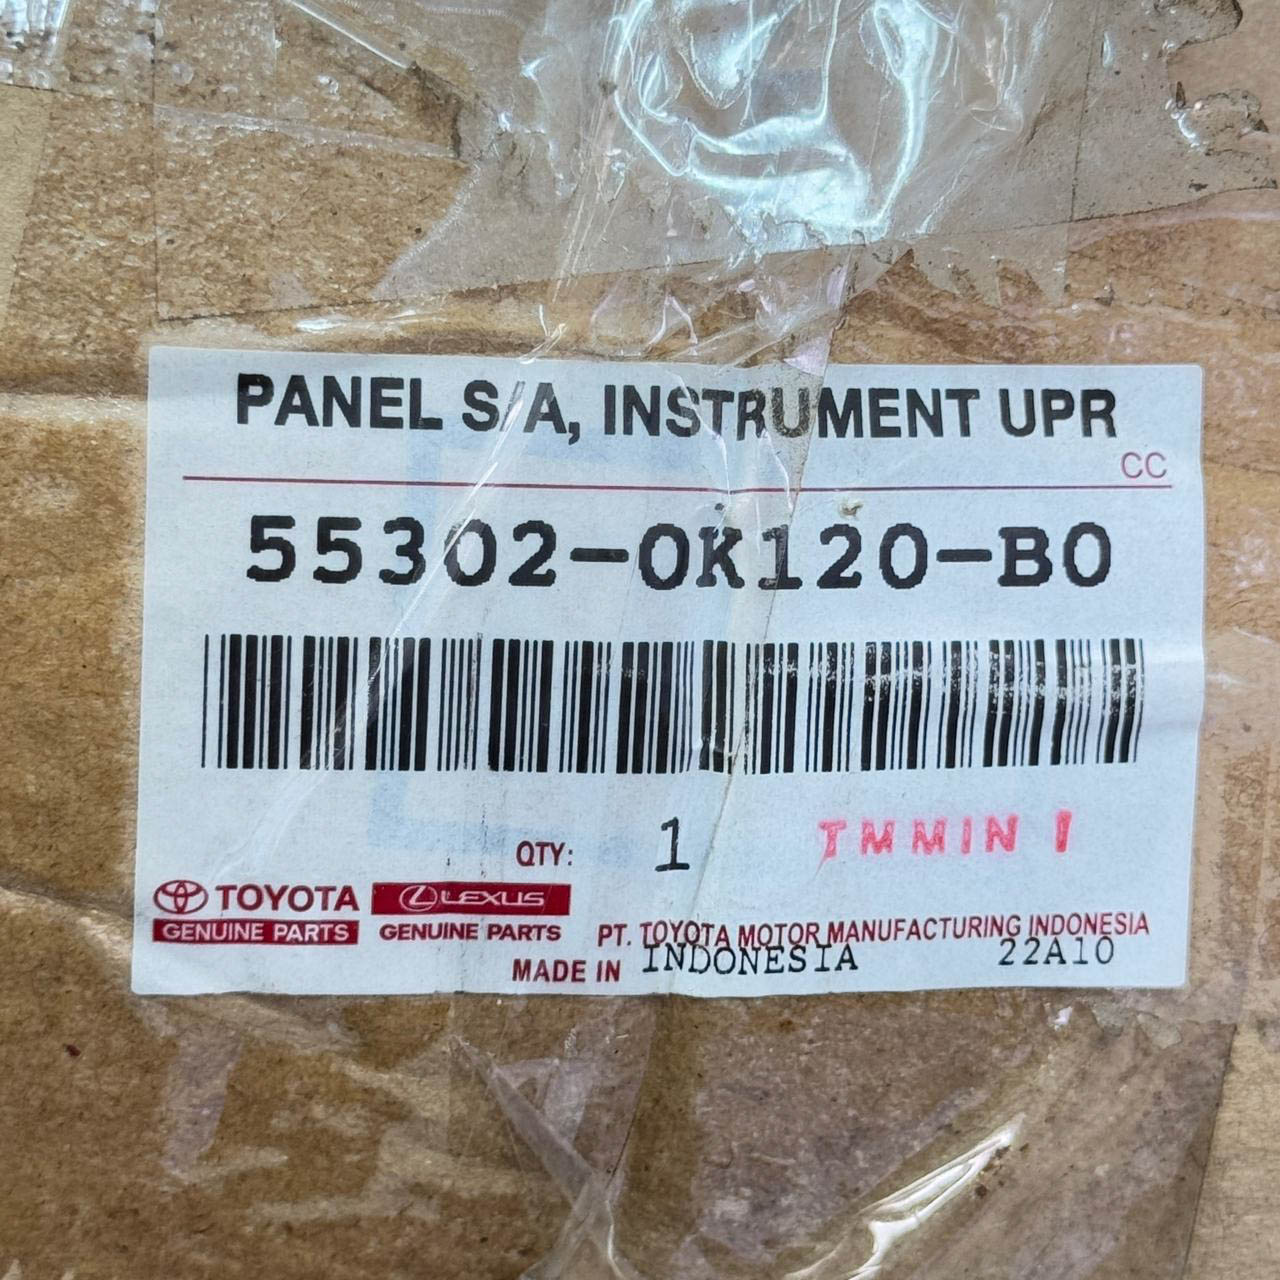 PANEL S/A, INSTRUMENT UPR
CC
55302-0K120-B0
QTY: 1 TMMIN 1
TOYOTA LEXUS
GENUINE PARTS GENUINE PARTS PT. TOYOTA MOTOR MANUFACTURING INDONESIA
MADE IN INDONESIA 22A10